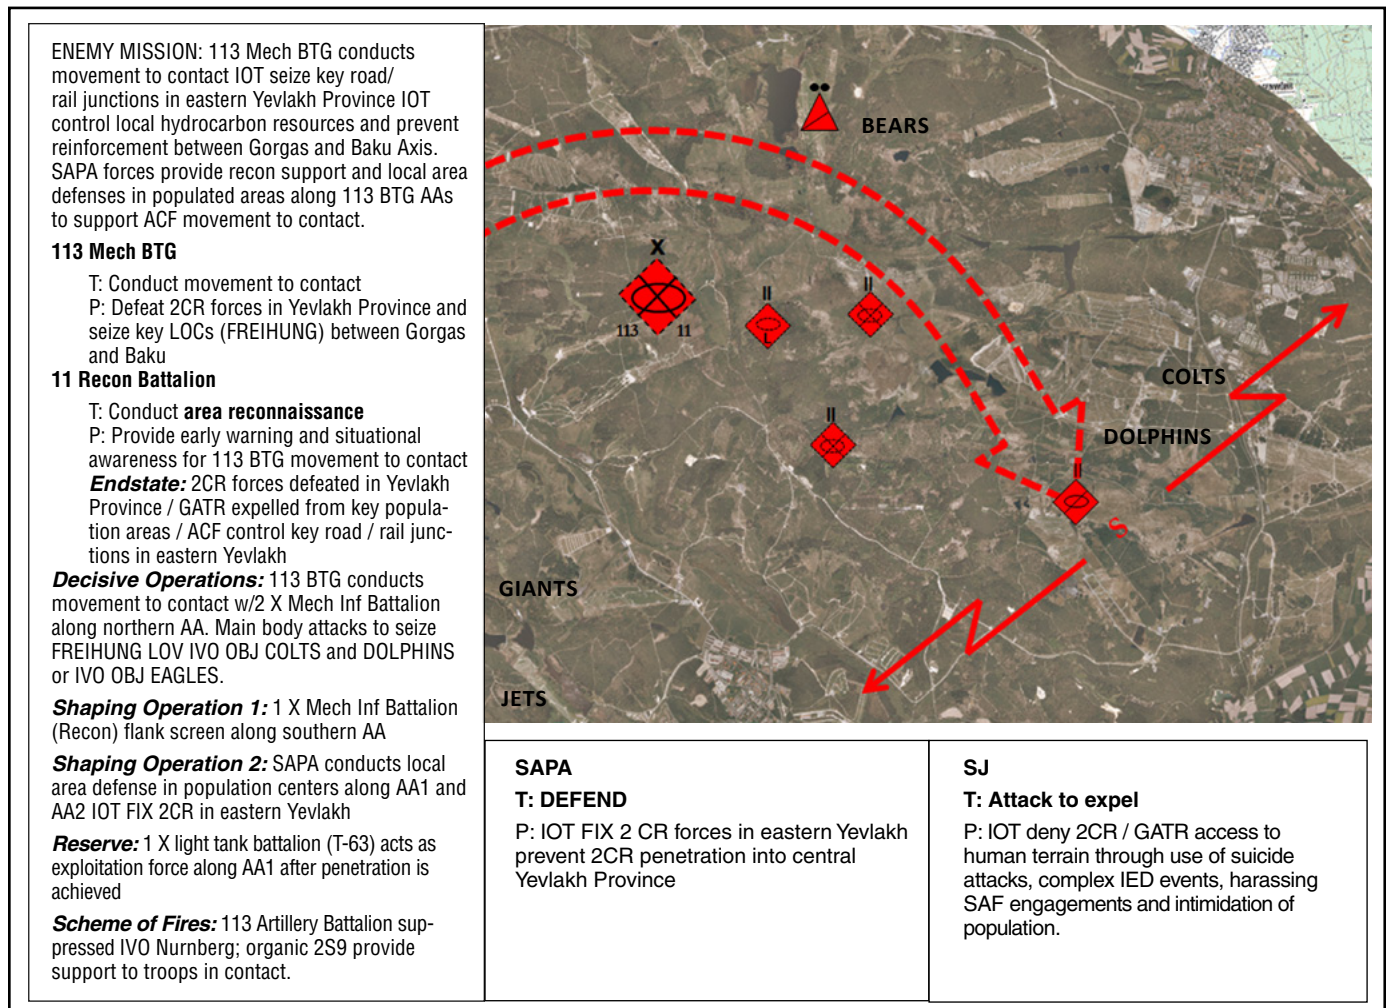 ENEMY MISSION: 113 Mech BTG conducts
movement to contact IOT seize key road/
rail junctions in eastern Yevlakh Province IOT
control local hydrocarbon resources and prevent
reinforcement between Gorgas and Baku Axis.
SAPA forces provide recon support and local area
defenses in populated areas along 113 BTG AAs
to support ACF movement to contact.
113 Mech BTG
T: Conduct movement to contact
P: Defeat 2CR forces in Yevlakh Province and
seize key LOCs (FREIHUNG) between Gorgas
and Baku
11 Recon Battalion
T: Conduct area reconnaissance
P: Provide early warning and situational
awareness for 113 BTG movement to contact
Endstate: 2CR forces defeated in Yevlakh
Province / GATR expelled from key popula-
tion areas / ACF control key road / rail junc-
tions in eastern Yevlakh
Decisive Operations: 113 BTG conducts
movement to contact w/2 X Mech Inf Battalion
along northern AA. Main body attacks to seize
FREIHUNG LOV IVO OBJ COLTS and DOLPHINS
or IVO OBJ EAGLES.
Shaping Operation 1: 1 X Mech Inf Battalion
(Recon) flank screen along southern AA
Shaping Operation 2: SAPA conducts local
area defense in population centers along AA1 and
AA2 IOT FIX 2CR in eastern Yevlakh
Reserve: 1 X light tank battalion (T-63) acts as
exploitation force along AA1 after penetration is
achieved
Scheme of Fires: 113 Artillery Battalion sup-
pressed IVO Nurnberg; organic 2S9 provide
support to troops in contact.
BEARS
X
113 11
II
L
II
II
COLTS
DOLPHINS
II
S
GIANTS
JETS
SAPA
T: DEFEND
P: IOT FIX 2 CR forces in eastern Yevlakh
prevent 2CR penetration into central
Yevlakh Province
SJ
T: Attack to expel
P: IOT deny 2CR / GATR access to
human terrain through use of suicide
attacks, complex IED events, harassing
SAF engagements and intimidation of
population.